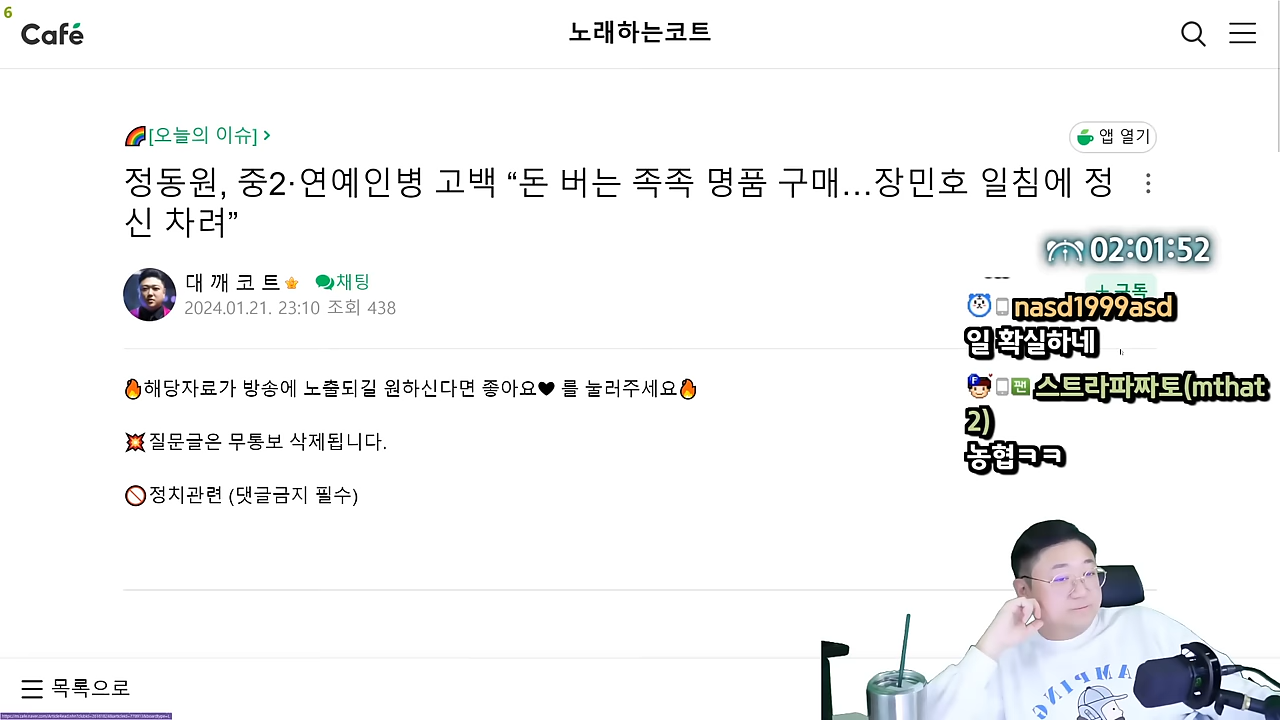 6
Café
노래하는코트
[오늘의 이슈]
앱 열기
정동원, 중2·연예인병 고백 “돈 버는 족족 명품 구매…장민호 일침에 정
신 차려”
02:01:52
대 깨 코 트 채팅
2024.01.21. 23:10 조회 438
+ 구독
nasd1999asd
일 확실하네
🔥해당자료가 방송에 노출되길 원하신다면 좋아요🖤 를 눌러주세요🔥
팬 스트라파짜토(mthat
2)
농협ㅋㅋ
💥질문글은 무통보 삭제됩니다.
🚫정치관련 (댓글금지 필수)
AMPING
목록으로